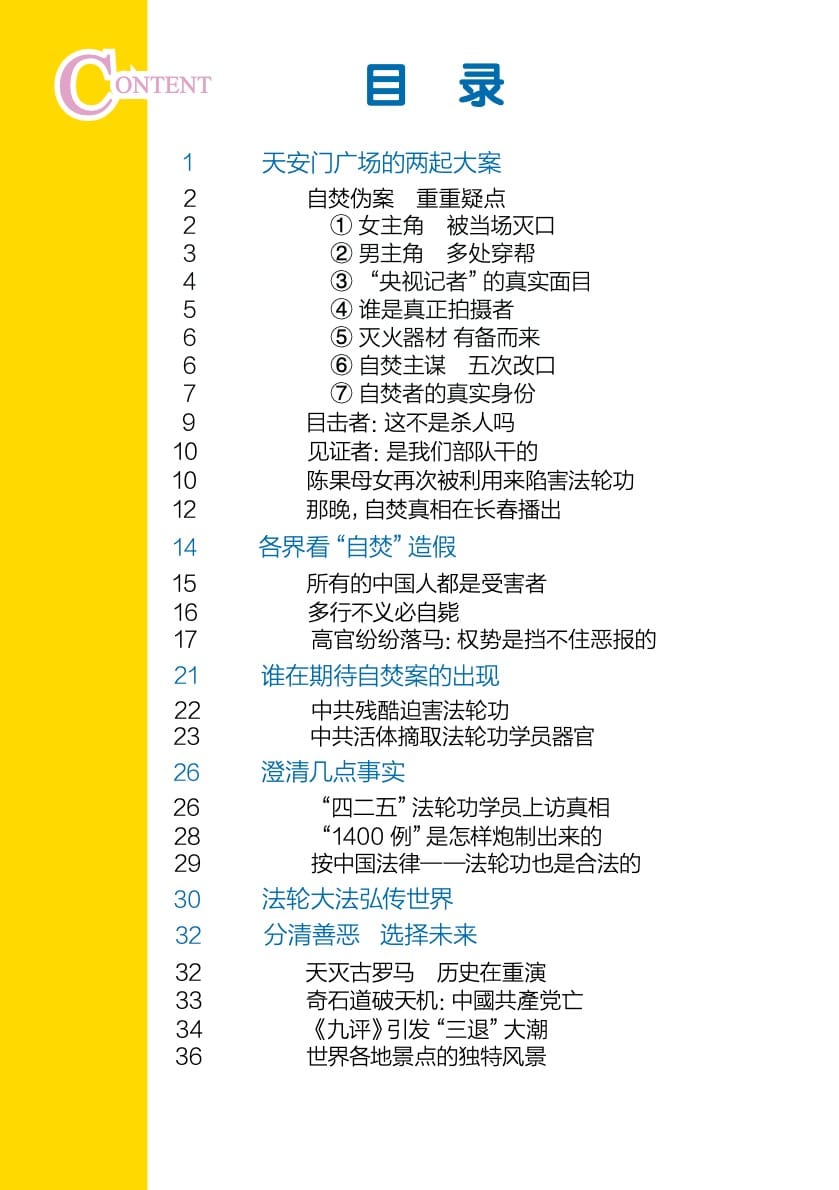 CONTENT
目 录
1 天安门广场的两起大案
2 自焚伪案 重重疑点
2 ① 女主角 被当场灭口
3 ② 男主角 多处穿帮
4 ③ “央视记者”的真实面目
5 ④ 谁是真正拍摄者
6 ⑤ 灭火器材 有备而来
6 ⑥ 自焚主谋 五次改口
7 ⑦ 自焚者的真实身份
9 目击者：这不是杀人吗
10 见证者：是我们部队干的
10 陈果母女再次被利用来陷害法轮功
12 那晚，自焚真相在长春播出
14 各界看“自焚”造假
15 所有的中国人都是受害者
16 多行不义必自毙
17 高官纷纷落马：权势是挡不住恶报的
21 谁在期待自焚案的出现
22 中共残酷迫害法轮功
23 中共活体摘取法轮功学员器官
26 澄清几点事实
26 “四二五”法轮功学员上访真相
28 “1400 例”是怎样炮制出来的
29 按中国法律——法轮功也是合法的
30 法轮大法弘传世界
32 分清善恶 选择未来
32 天灭古罗马 历史在重演
33 奇石道破天机：中國共產党亡
34 《九评》引发“三退”大潮
36 世界各地景点的独特风景